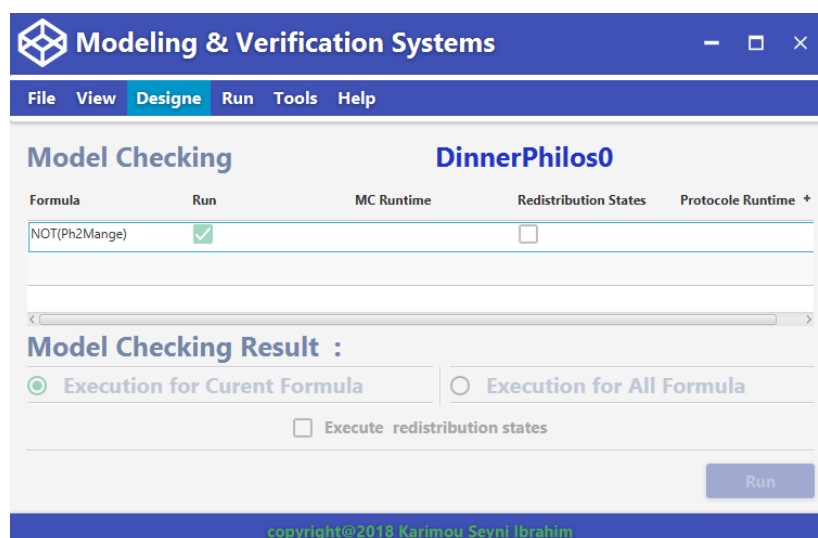 Modeling & Verification Systems
File View Designe Run Tools Help
Model Checking DinnerPhilos0
Formula Run MC Runtime Redistribution States Protocole Runtime +
NOT(Ph2Mange)
Model Checking Result :
Execution for Curent Formula Execution for All Formula
Execute redistribution states
Run
copyright@2018 Karimou Seyni Ibrahim